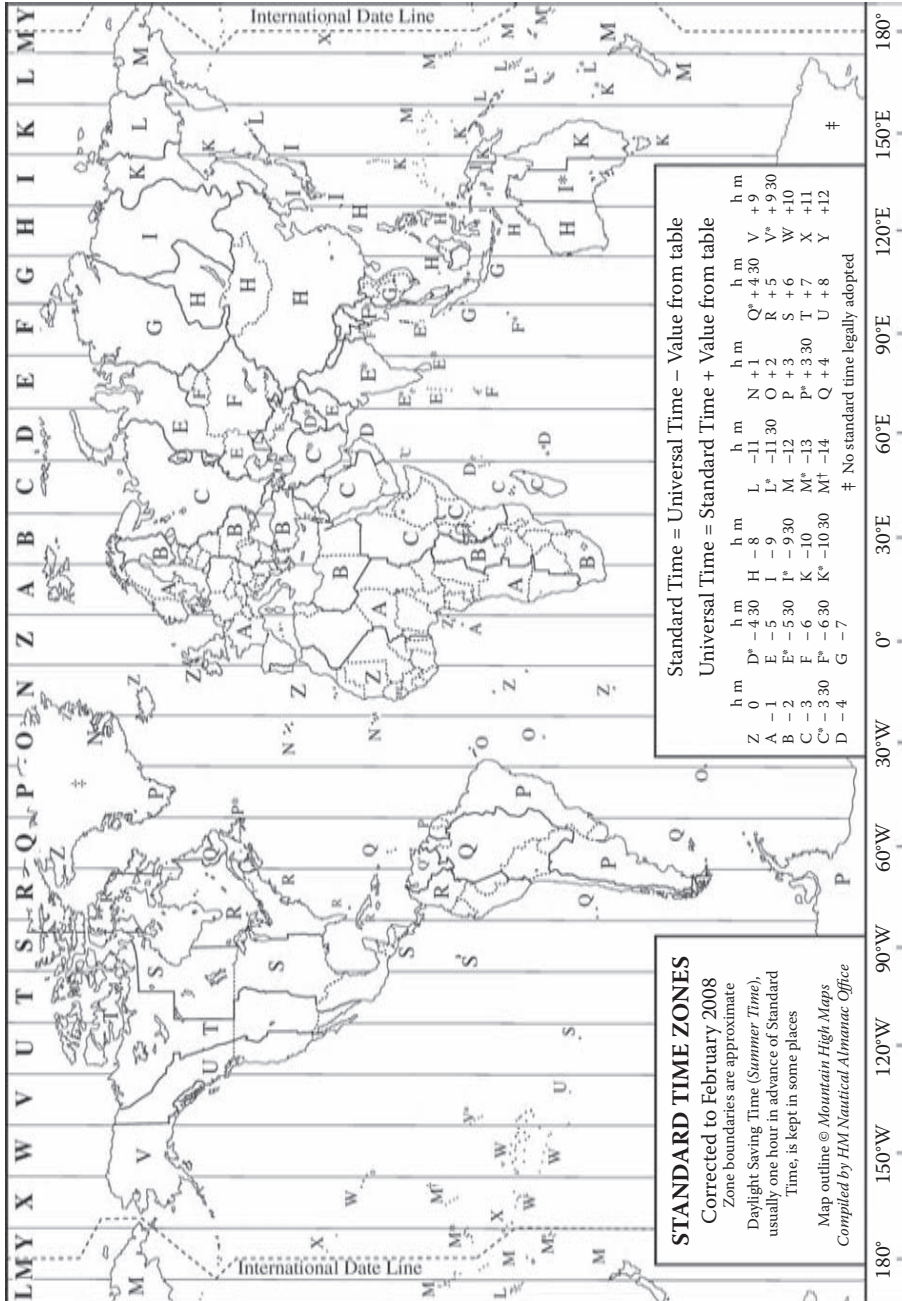 L M Y X W V U T S R Q P O N Z A B C D E F G H I K L M Y
International Date Line
International Date Line
M V T S R Q Z ‡ N Z A B C E G I K L M
U T S R Q P P* N Z A B C D* E F H I K L
X W S R Q N Z A B C D E* F G H I K M X
M† V* W X S R Q P O Z A B C D F G H I* K L M
STANDARD TIME ZONES
Corrected to February 2008
Zone boundaries are approximate
Daylight Saving Time (Summer Time),
usually one hour in advance of Standard
Time, is kept in some places
Map outline © Mountain High Maps
Compiled by HM Nautical Almanac Office
Standard Time = Universal Time – Value from table
Universal Time = Standard Time + Value from table
h m h m h m h m h m h m h m
Z 0 D* – 4 30 H – 8 L –11 N + 1 Q* + 4 30 V + 9
A – 1 E – 5 I – 9 L* –11 30 O + 2 R + 5 V* + 9 30
B – 2 E* – 5 30 I* – 9 30 M –12 P + 3 S + 6 W +10
C – 3 F – 6 K –10 M* –13 P* + 3 30 T + 7 X +11
C* – 3 30 F* – 6 30 K* –10 30 M† –14 Q + 4 U + 8 Y +12
D – 4 G – 7 ‡ No standard time legally adopted
180° 150°W 120°W 90°W 60°W 30°W 0° 30°E 60°E 90°E 120°E 150°E 180°